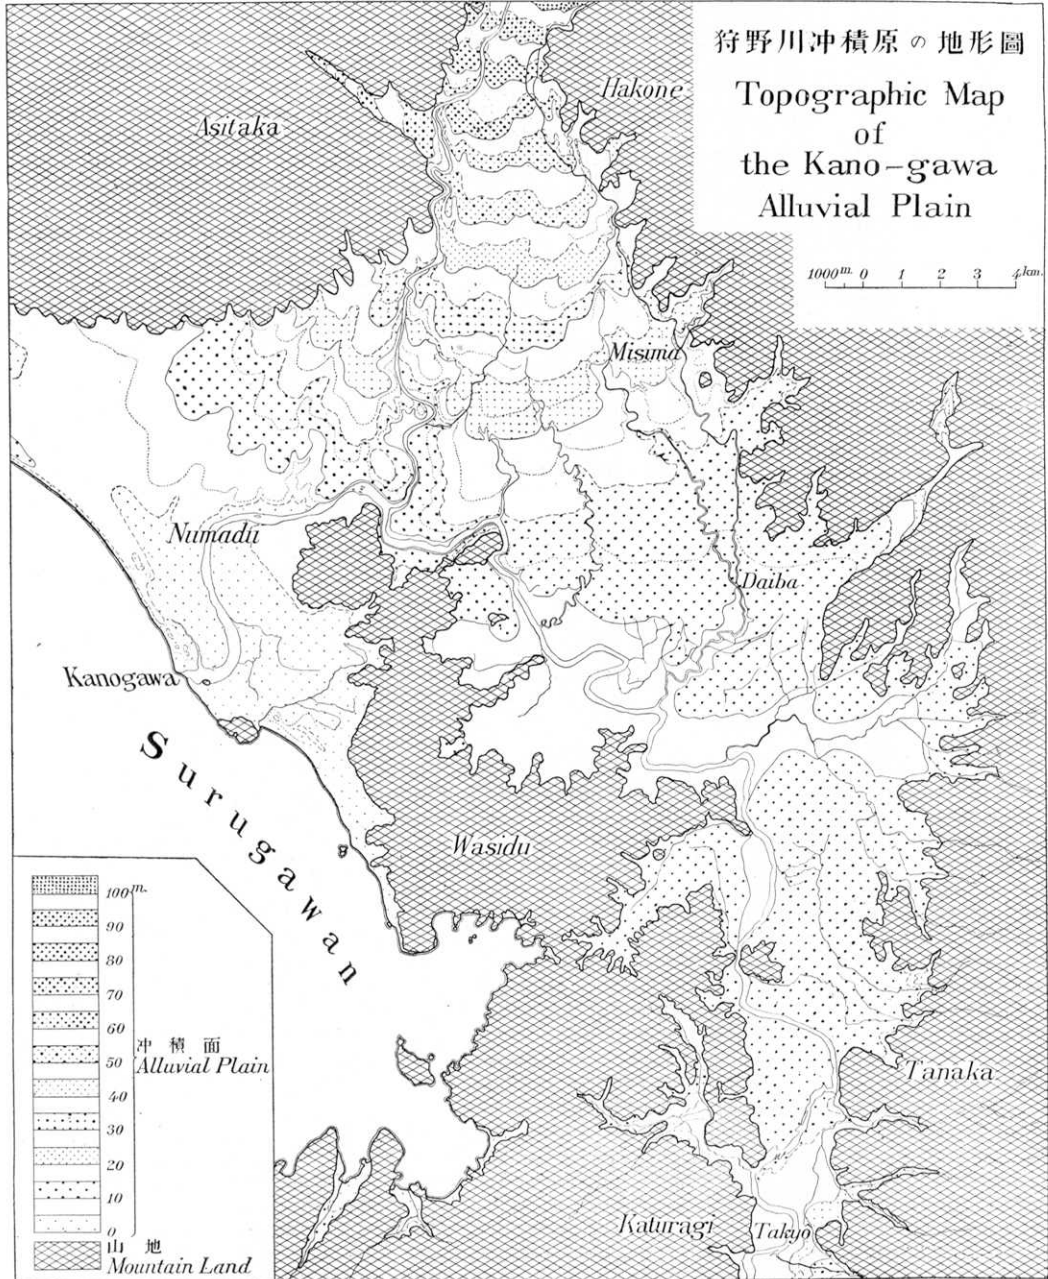 狩野川冲積原の地形圖
Topographic Map
of
the Kano-gawa
Alluvial Plain
1000m. 0 1 2 3 4km.
Hakone
Asitaka
Misima
Numadu
Daiba
Kanogawa
Surugawan
Wasidu
Tanaka
Katuragi
Takyô
100m.
90
80
70
60
50
40
30
20
10
0
冲積面
Alluvial Plain
山地
Mountain Land